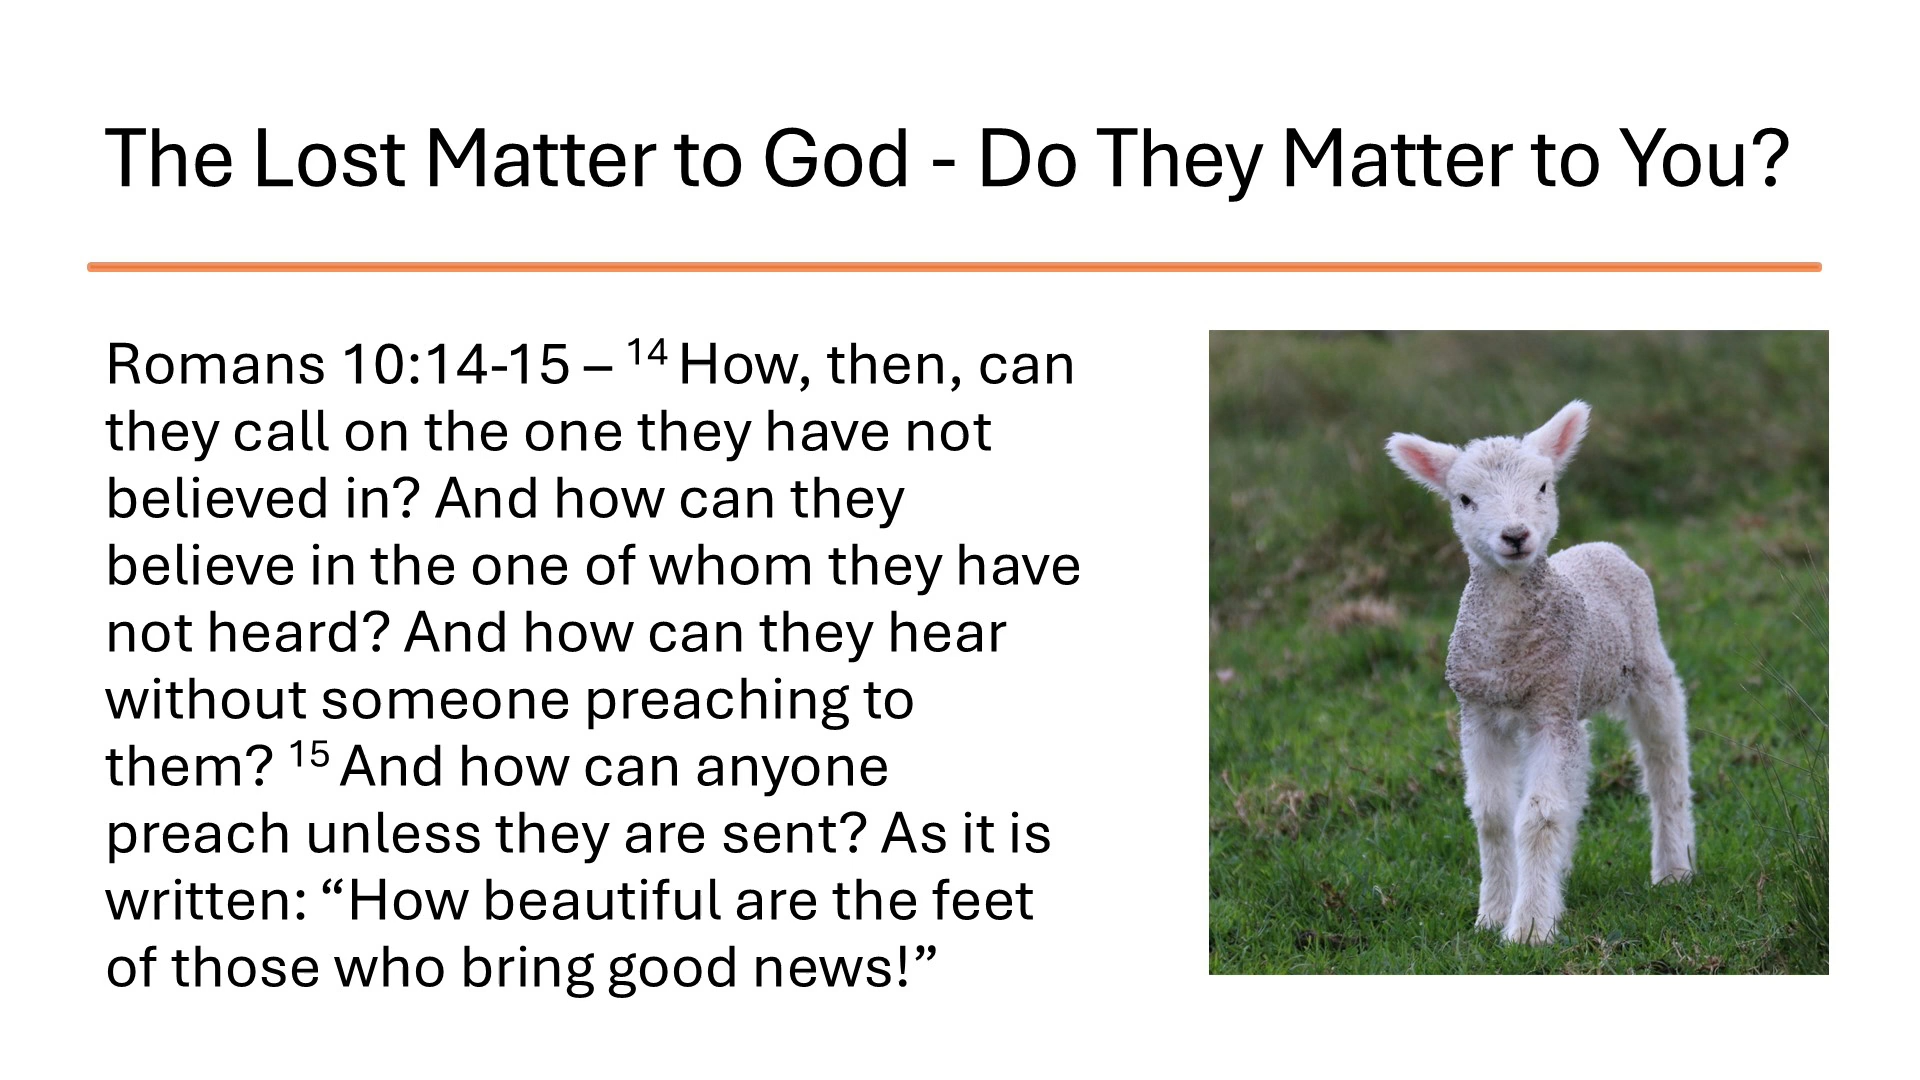 The Lost Matter to God - Do They Matter to You?
Romans 10:14-15 – 14 How, then, can
they call on the one they have not
believed in? And how can they
believe in the one of whom they have
not heard? And how can they hear
without someone preaching to
them? 15 And how can anyone
preach unless they are sent? As it is
written: “How beautiful are the feet
of those who bring good news!”